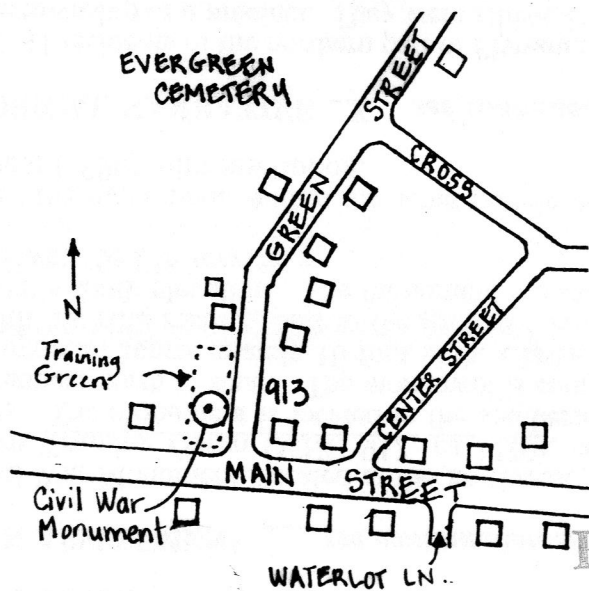 EVERGREEN
CEMETERY
GREEN STREET
CROSS
N
Training
Green
913
CENTER STREET
MAIN STREET
Civil War
Monument
WATERLOT LN.